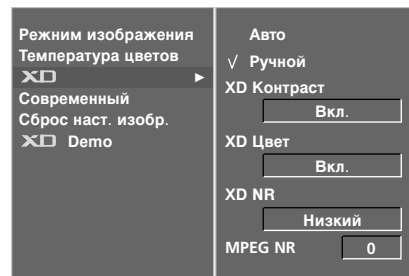 Режим изображения
Температура цветов
XD
Современный
Сброс наст. изобр.
XD Demo
Авто
√ Ручной
XD Контраст
Вкл.
XD Цвет
Вкл.
XD NR
Низкий
MPEG NR 0